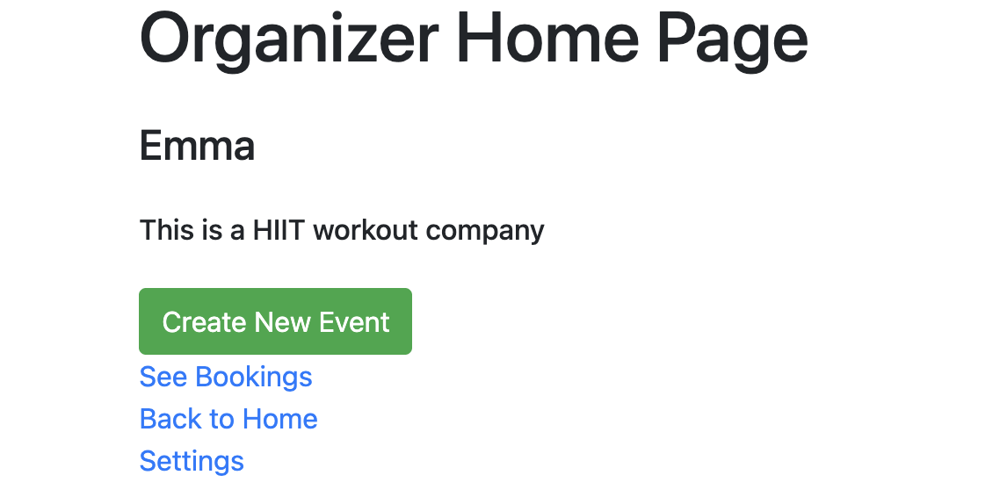 Organizer Home Page
Emma
This is a HIIT workout company
Create New Event
See Bookings
Back to Home
Settings